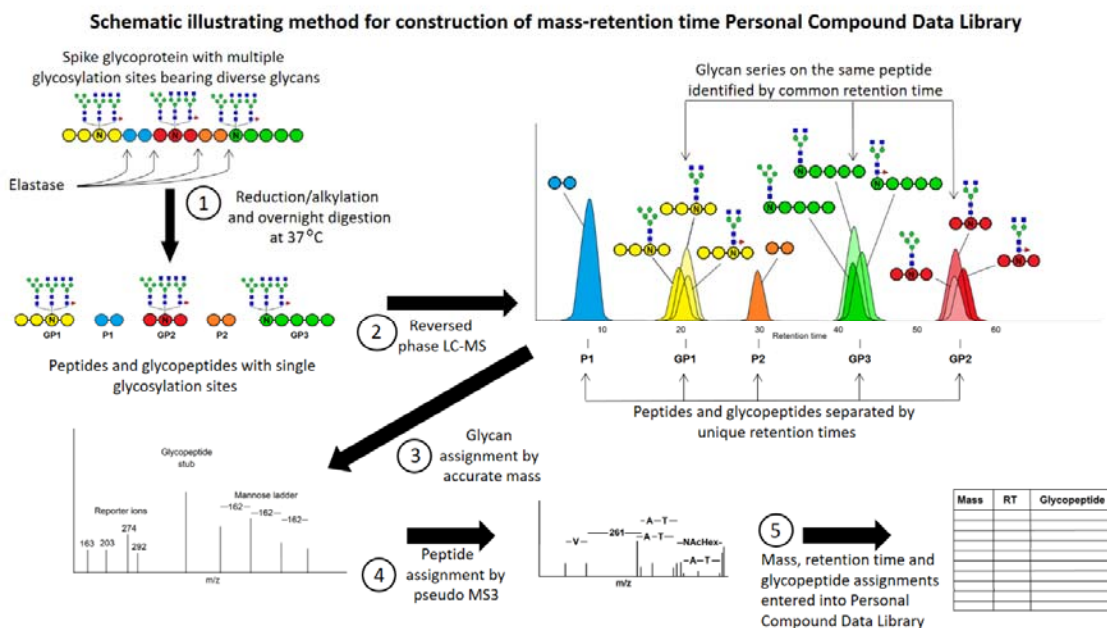 Schematic illustrating method for construction of mass-retention time Personal Compound Data Library
Spike glycoprotein with multiple
glycosylation sites bearing diverse glycans
N
N
N
Elastase
1
Reduction/alkylation
and overnight digestion
at 37°C
N
N
N
GP1
P1
GP2
P2
GP3
Peptides and glycopeptides with single
glycosylation sites
2
Reversed
phase LC-MS
Glycan series on the same peptide
identified by common retention time
N
N
N
N
N
N
N
N
N
10
20
30
40
50
60
Retention time
P1
GP1
P2
GP3
GP2
Peptides and glycopeptides separated by
unique retention times
3
Glycan
assignment by
accurate mass
Glycopeptide
stub
Mannose ladder
Reporter ions
162
162
162
274
163
203
292
m/z
4
Peptide
assignment by
pseudo MS3
A T
261
V
A T
NAcHex
A T
m/z
5
Mass, retention time and
glycopeptide assignments
entered into Personal
Compound Data Library
Mass RT Glycopeptide